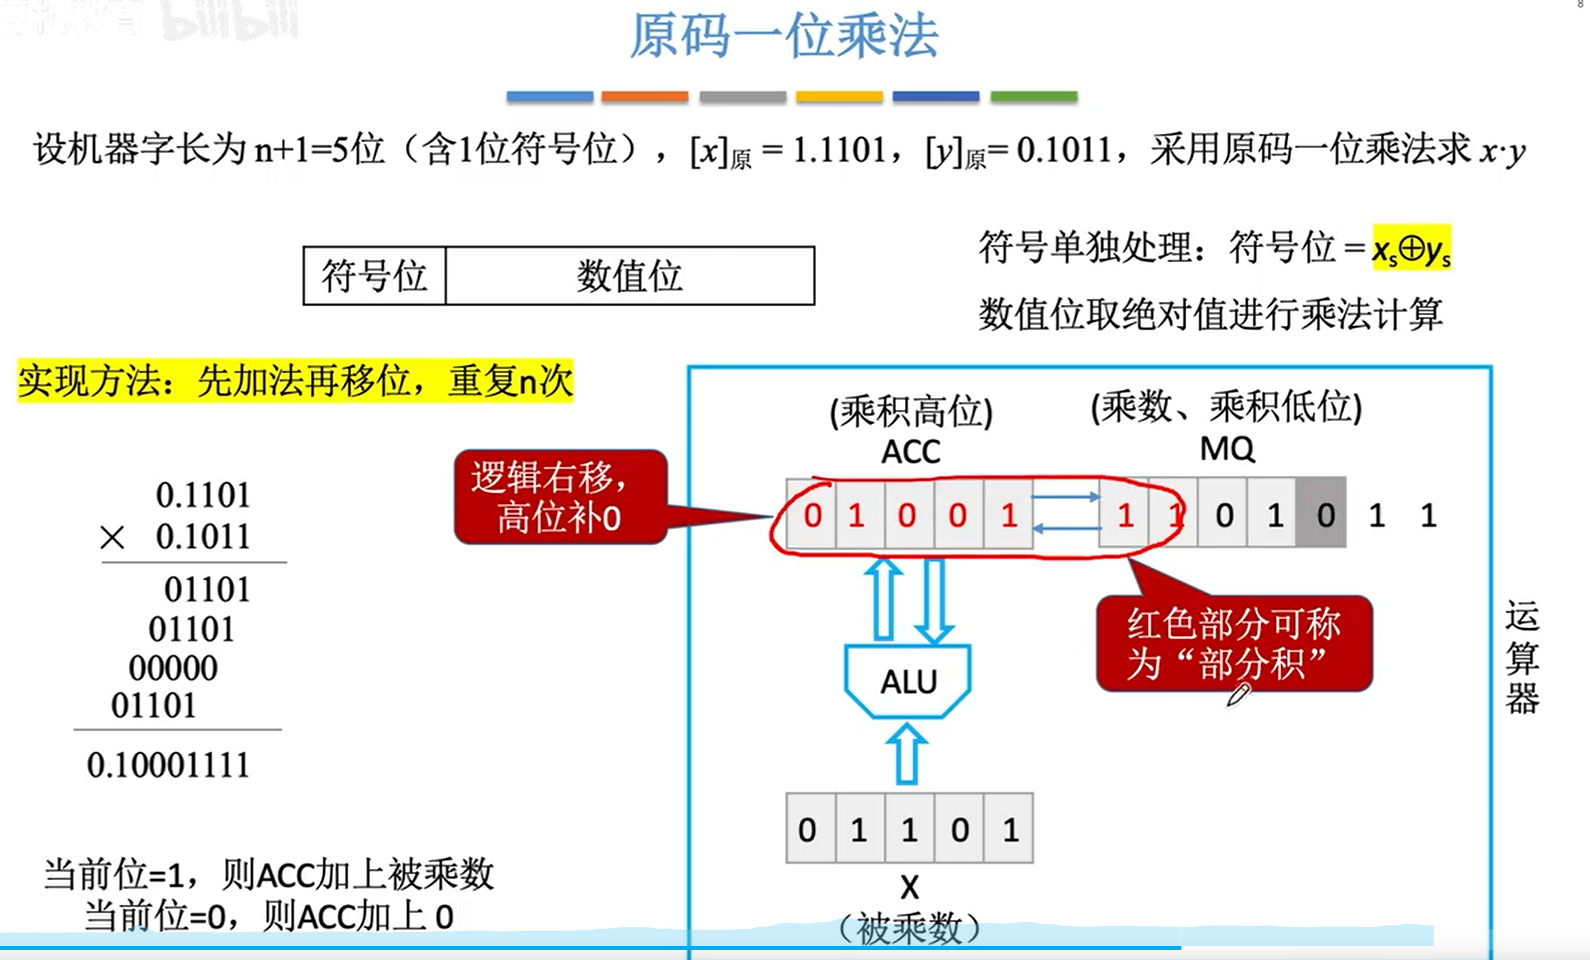 8
bilibili
原码一位乘法
设机器字长为 n+1=5位（含1位符号位），[x]原 = 1.1101，[y]原= 0.1011，采用原码一位乘法求 x·y
符号位 数值位
符号单独处理：符号位 = xs⊕ys
数值位取绝对值进行乘法计算
实现方法：先加法再移位，重复n次
0.1101
× 0.1011
01101
01101
00000
01101
0.10001111
当前位=1，则ACC加上被乘数
当前位=0，则ACC加上 0
(乘积高位) (乘数、乘积低位)
ACC MQ
逻辑右移，
高位补0
0 1 0 0 1 1 1 0 1 0 1 1
红色部分可称
为“部分积”
ALU
0 1 1 0 1
X
（被乘数）
运算器